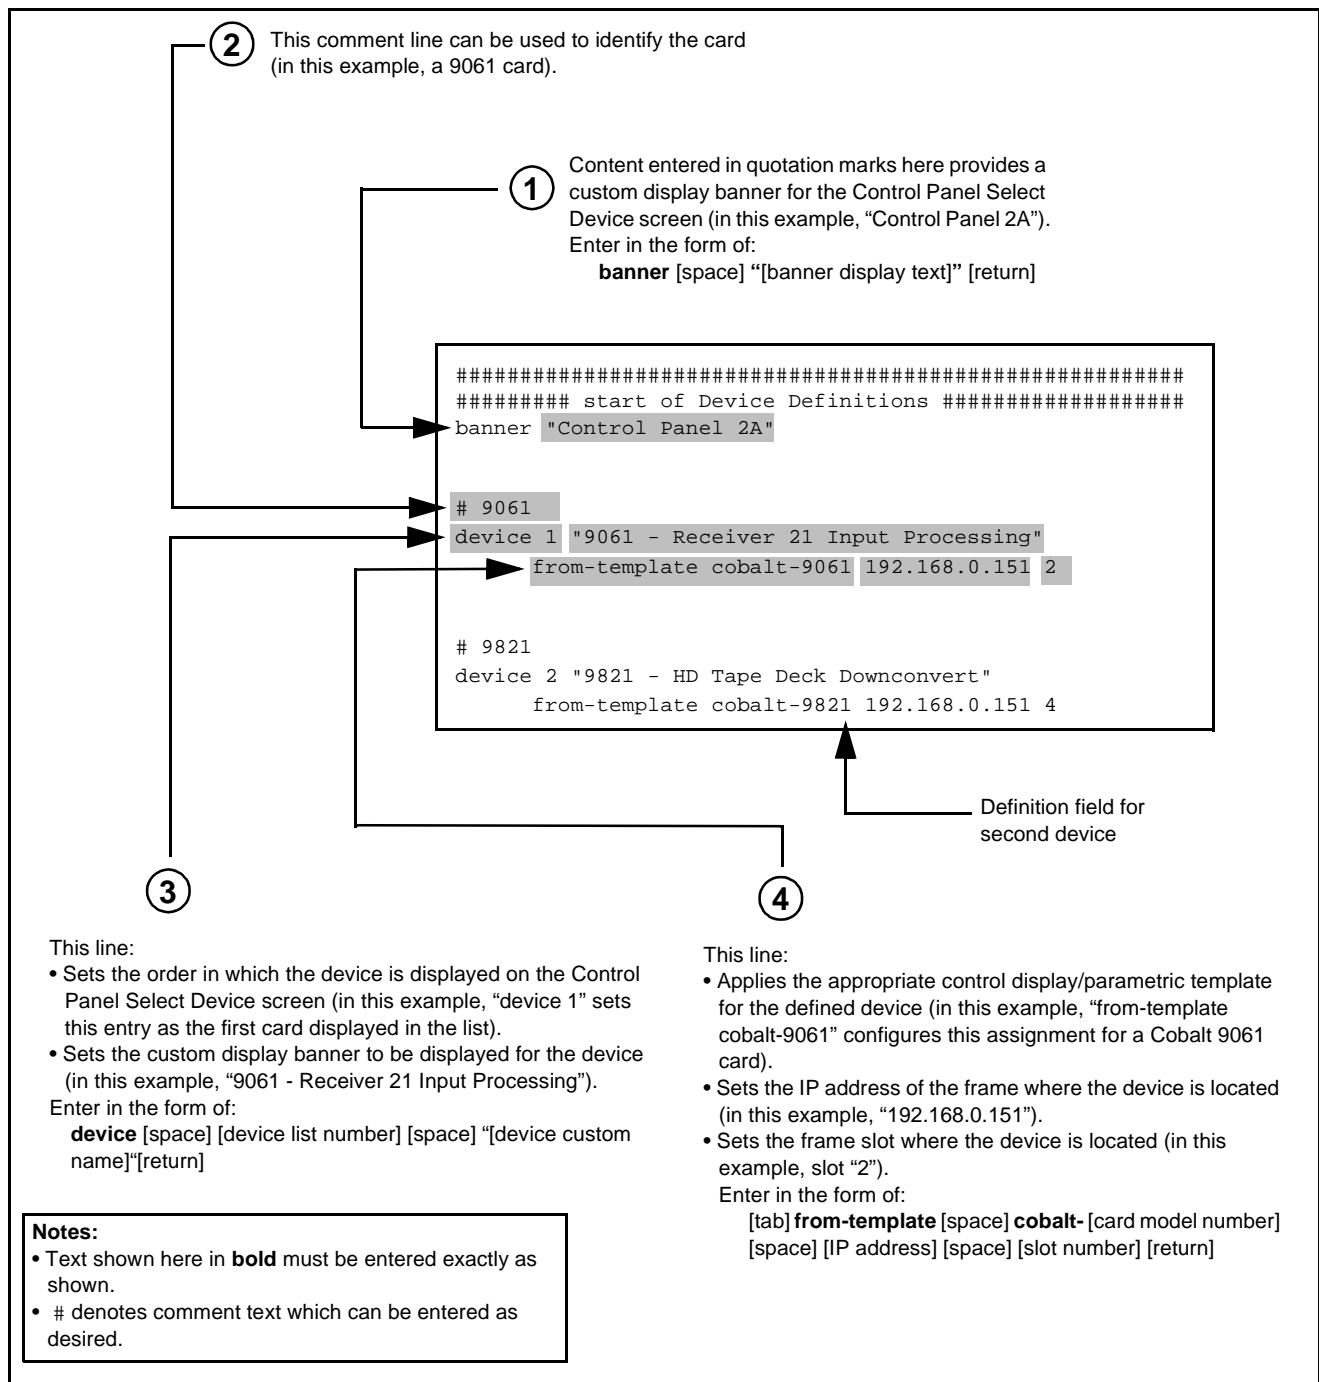 2
This comment line can be used to identify the card
(in this example, a 9061 card).
1
Content entered in quotation marks here provides a
custom display banner for the Control Panel Select
Device screen (in this example, “Control Panel 2A”).
Enter in the form of:
banner [space] “[banner display text]” [return]
#########################################################
######### start of Device Definitions ###################
banner "Control Panel 2A"
# 9061
device 1 "9061 - Receiver 21 Input Processing"
from-template cobalt-9061 192.168.0.151 2
# 9821
device 2 "9821 - HD Tape Deck Downconvert"
from-template cobalt-9821 192.168.0.151 4
Definition field for
second device
3
This line:
• Sets the order in which the device is displayed on the Control
Panel Select Device screen (in this example, “device 1” sets
this entry as the first card displayed in the list).
• Sets the custom display banner to be displayed for the device
(in this example, “9061 - Receiver 21 Input Processing”).
Enter in the form of:
device [space] [device list number] [space] “[device custom
name]“[return]
4
This line:
• Applies the appropriate control display/parametric template
for the defined device (in this example, “from-template
cobalt-9061” configures this assignment for a Cobalt 9061
card).
• Sets the IP address of the frame where the device is located
(in this example, “192.168.0.151”).
• Sets the frame slot where the device is located (in this
example, slot “2”).
Enter in the form of:
[tab] from-template [space] cobalt- [card model number]
[space] [IP address] [space] [slot number] [return]
Notes:
• Text shown here in bold must be entered exactly as
shown.
• # denotes comment text which can be entered as
desired.